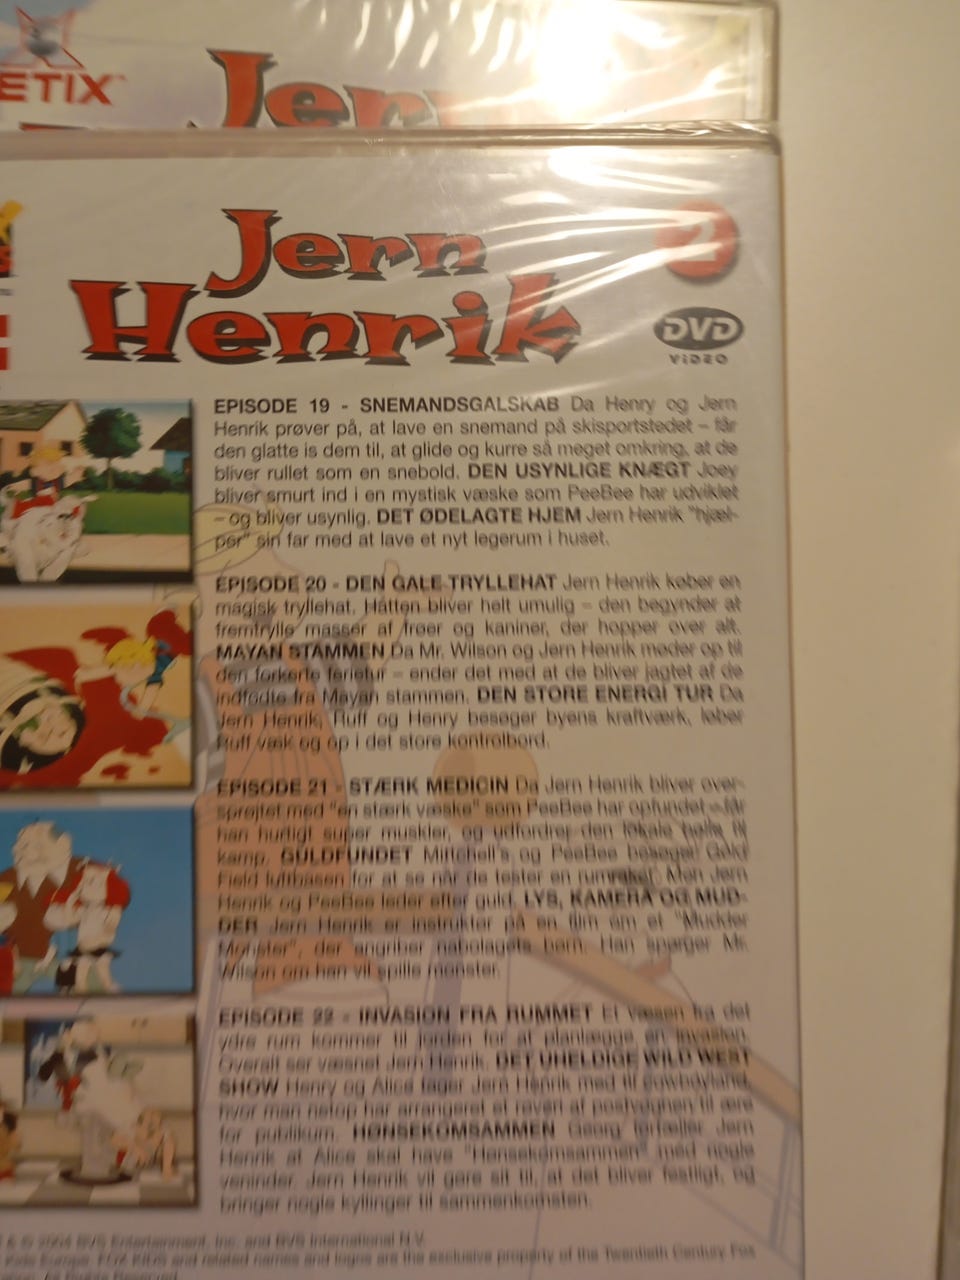 ETIX
Jern
Jern
Henrik
2
DVD
VIDEO
EPISODE 19 - SNEMANDSGALSKAB Da Henry og Jern
Henrik prøver på, at lave en snemand på skisportstedet – får
den glatte is dem til, at glide og kurre så meget omkring, at de
bliver rullet som en snebold. DEN USYNLIGE KNÆGT Joey
bliver smurt ind i en mystisk væske som PeeBee har udviklet
– og bliver usynlig. DET ØDELAGTE HJEM Jern Henrik "hjæl-
per" sin far med at lave et nyt legerum i huset.
EPISODE 20 - DEN GALE TRYLLEHAT Jern Henrik køber en
magisk tryllehat. Hatten bliver helt umulig – den begynder at
fremtrylle masser af frøer og kaniner, der hopper over alt.
MAYAN STAMMEN Da Mr. Wilson og Jern Henrik møder op til
den forkerte ferietur – ender det med at de bliver jagtet af de
indfødte fra Mayan stammen. DEN STORE ENERGI TUR Da
Jern Henrik, Ruff og Henry besøger byens kraftværk, løber
Ruff væk og op i det store kontrolbord.
EPISODE 21 - STÆRK MEDICIN Da Jern Henrik bliver over-
sprøjtet med "en stærk væske" som PeeBee har opfundet – får
han hurtigt super muskler, og udfordrer den lokale bølle til
kamp. GULDFUNDET Mittchell's og PeeBee besøger Gold
Field luftbasen for at se når de tester en rumraket. Men Jern
Henrik og PeeBee leder efter guld. LYS, KAMERA OG MUD-
DER Jern Henrik er instruktør på en film om et "Mudder
Monster", der angriber nabolagets børn. Han spørger Mr.
Wilson om han vil spille monster.
EPISODE 22 - INVASION FRA RUMMET Et væsen fra det
ydre rum kommer til jorden for at planlægge en invasion.
Overalt ser væsnet Jern Henrik. DET UHELDIGE WILD WEST
SHOW Henry og Alice tager Jern Henrik med til cowboyland,
hvor man netop har arrangeret et røveri af postvognen til ære
for publikum. HØNSEKOMSAMMEN Georg fortæller Jern
Henrik at Alice skal have "Hønsekomsammen" med nogle
veninder. Jern Henrik vil gøre sit til, at det bliver festligt, og
bringer nogle kyllinger til sammenkomsten.
& © 2004 BVS Entertainment, Inc. and BVS International N.V.
Kids Europe. FOX KIDS and related names and logos are the exclusive property of the Twentieth Century Fox
All Rights Reserved